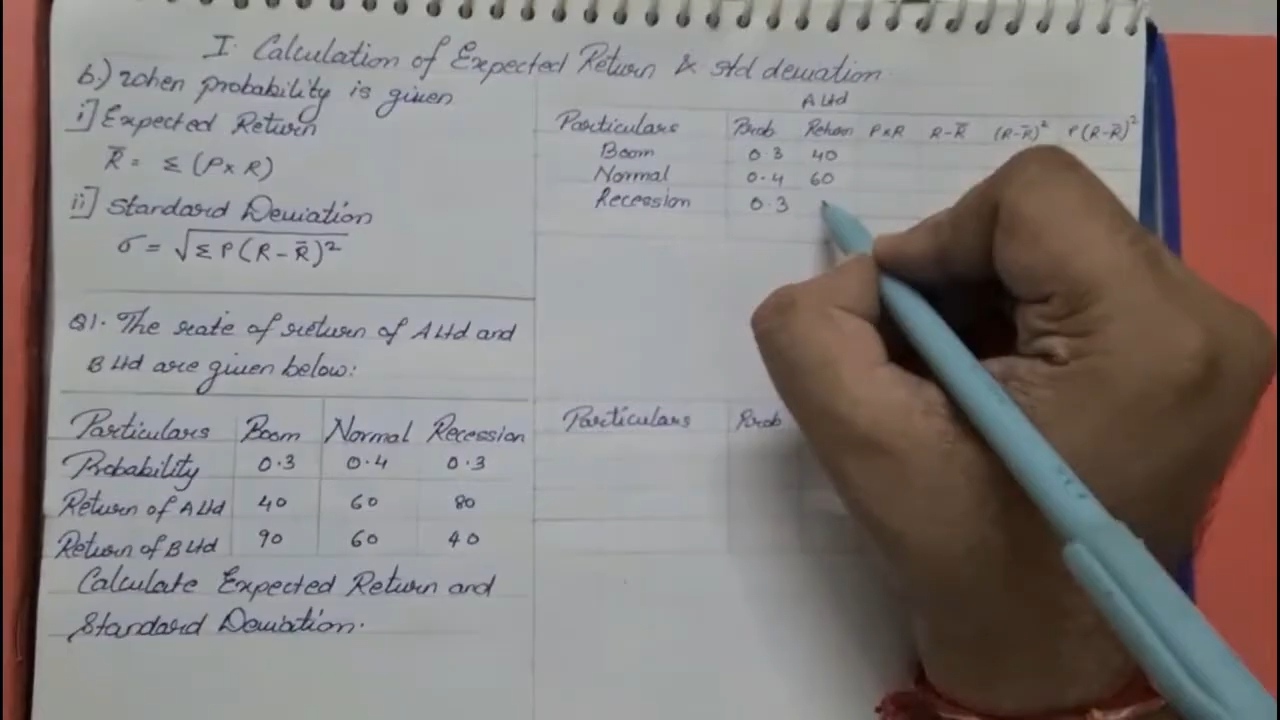 I. Calculation of Expected Return & Std deviation
b.) When probability is given
i] Expected Return
R̄ = Σ (P×R)
ii] Standard Deviation
σ = √Σ P(R-R̄)²
Q1. The rate of return of A Ltd and
B Ltd are given below:
Particulars Boom Normal Recession
Probability 0.3 0.4 0.3
Return of A Ltd 40 60 80
Return of B Ltd 90 60 40
Calculate Expected Return and
Standard Deviation.
A Ltd
Particulars Prob Return P×R R-R̄ (R-R̄)² P(R-R̄)²
Boom 0.3 40
Normal 0.4 60
Recession 0.3
Particulars Prob